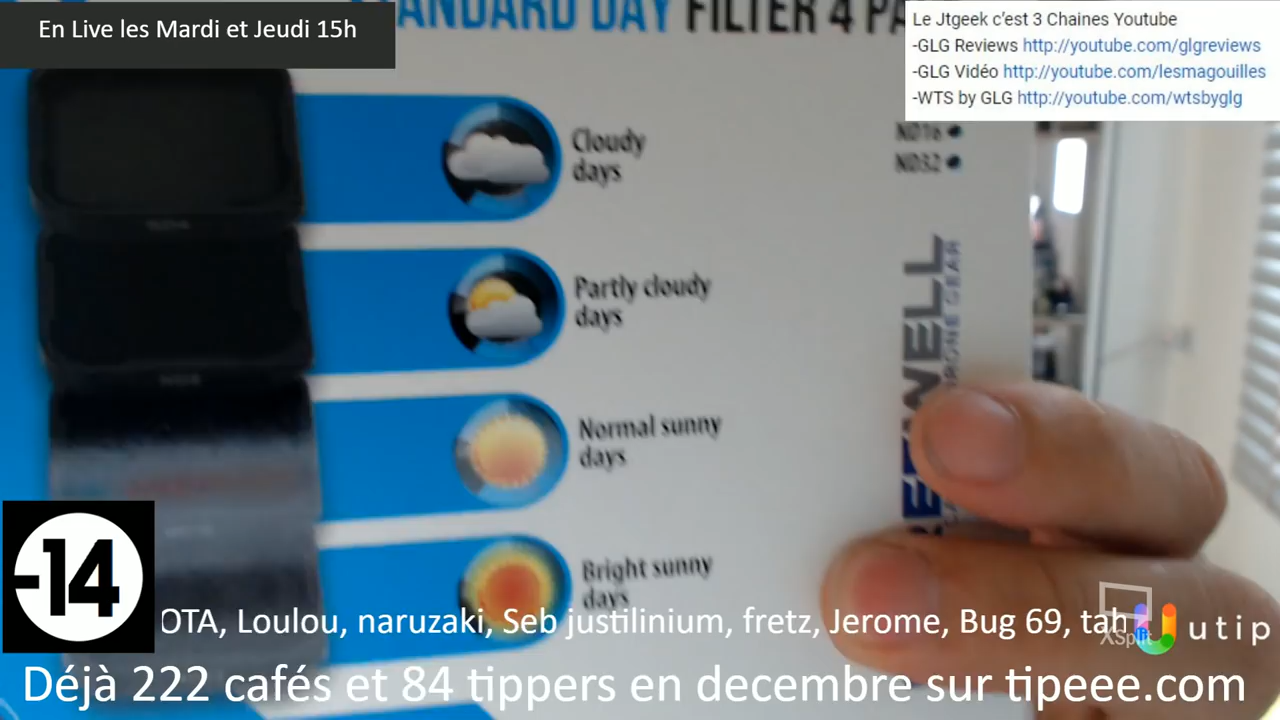 En Live les Mardi et Jeudi 15h
STANDARD DAY FILTER 4 PA
Le Jtgeek c'est 3 Chaines Youtube
-GLG Reviews http://youtube.com/glgreviews
-GLG Vidéo http://youtube.com/lesmagouilles
-WTS by GLG http://youtube.com/wtsbyglg
Cloudy
days
ND16
ND32
Partly cloudy
days
Normal sunny
days
Bright sunny
days
-14
OTA, Loulou, naruzaki, Seb justilinium, fretz, Jerome, Bug 69, tah
XSplit
utip
Déjà 222 cafés et 84 tippers en decembre sur tipeee.com